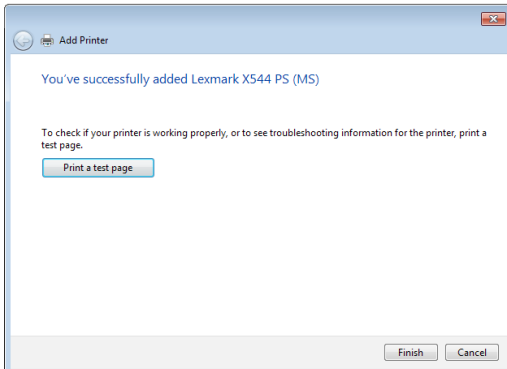 Add Printer
You've successfully added Lexmark X544 PS (MS)
To check if your printer is working properly, or to see troubleshooting information for the printer, print a
test page.
Print a test page
Finish Cancel